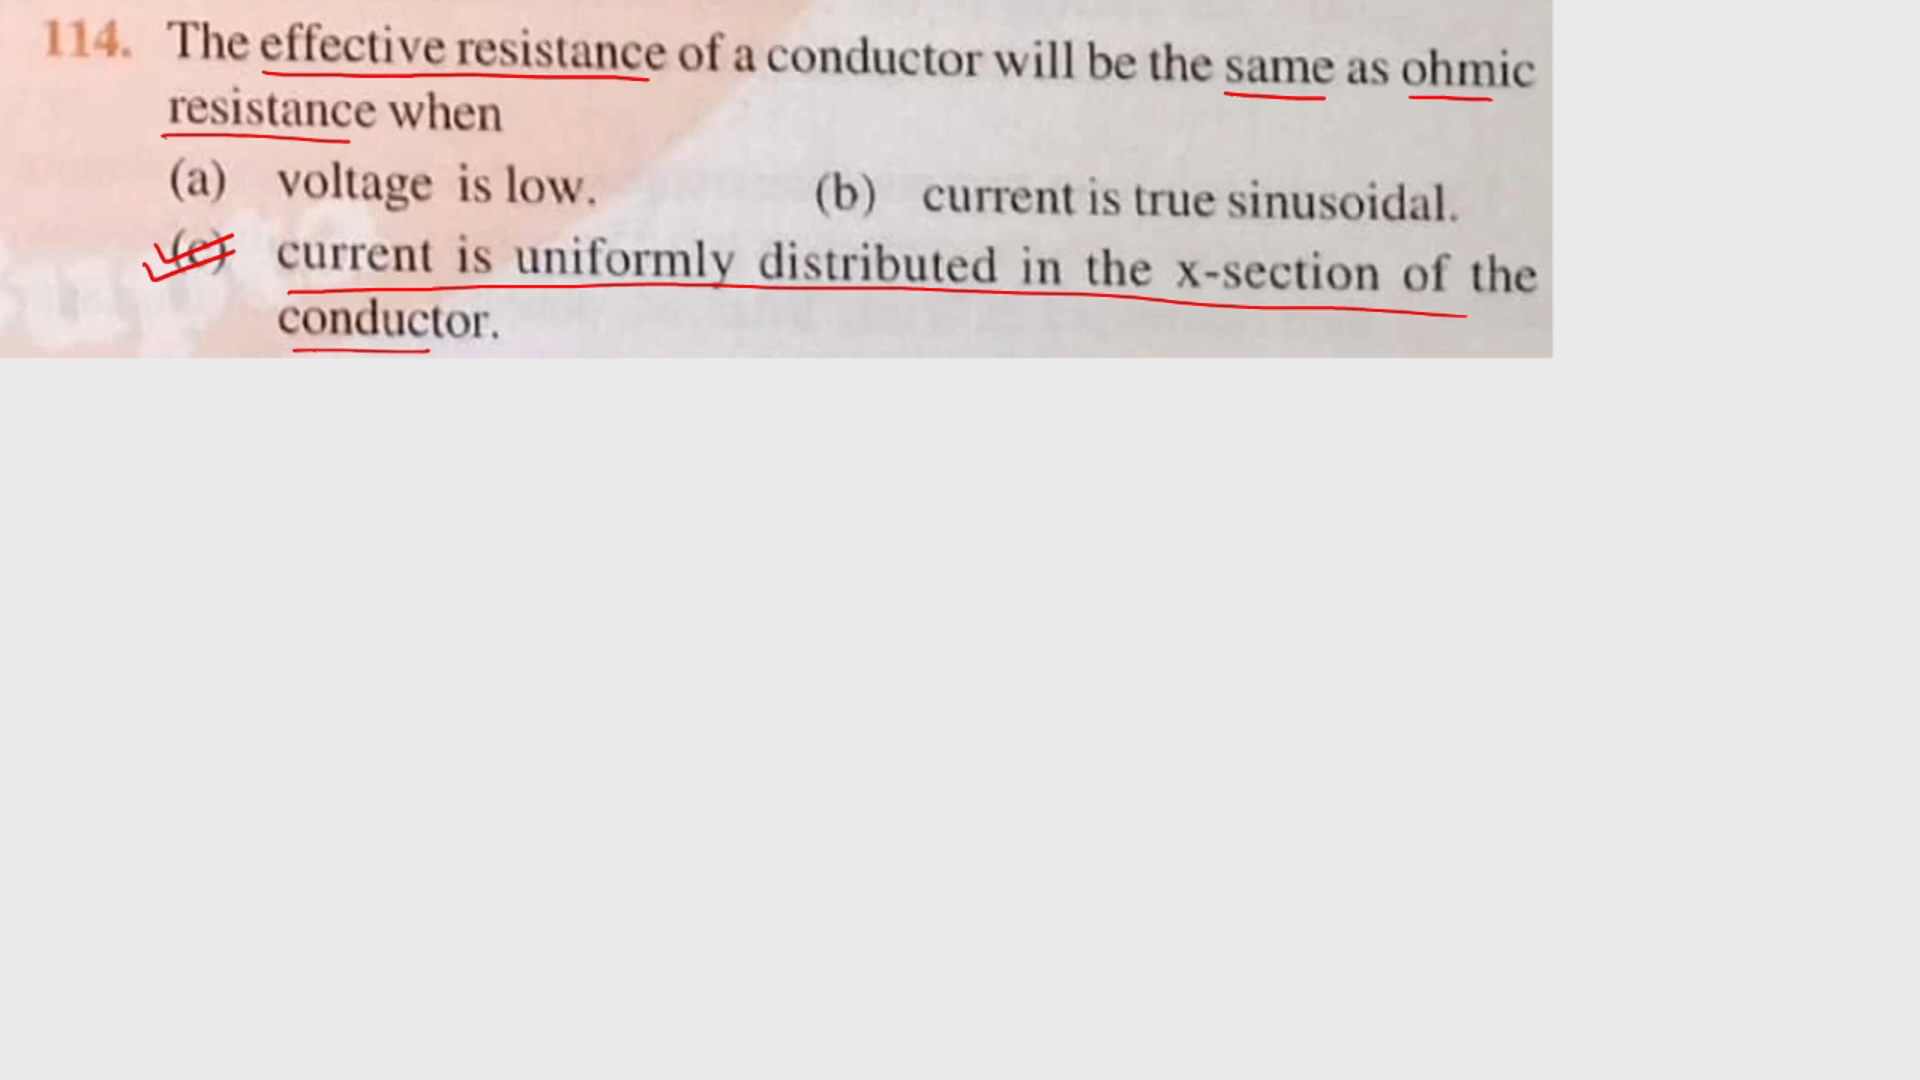 114. The effective resistance of a conductor will be the same as ohmic
resistance when
(a) voltage is low. (b) current is true sinusoidal.
(c) current is uniformly distributed in the x-section of the
conductor.